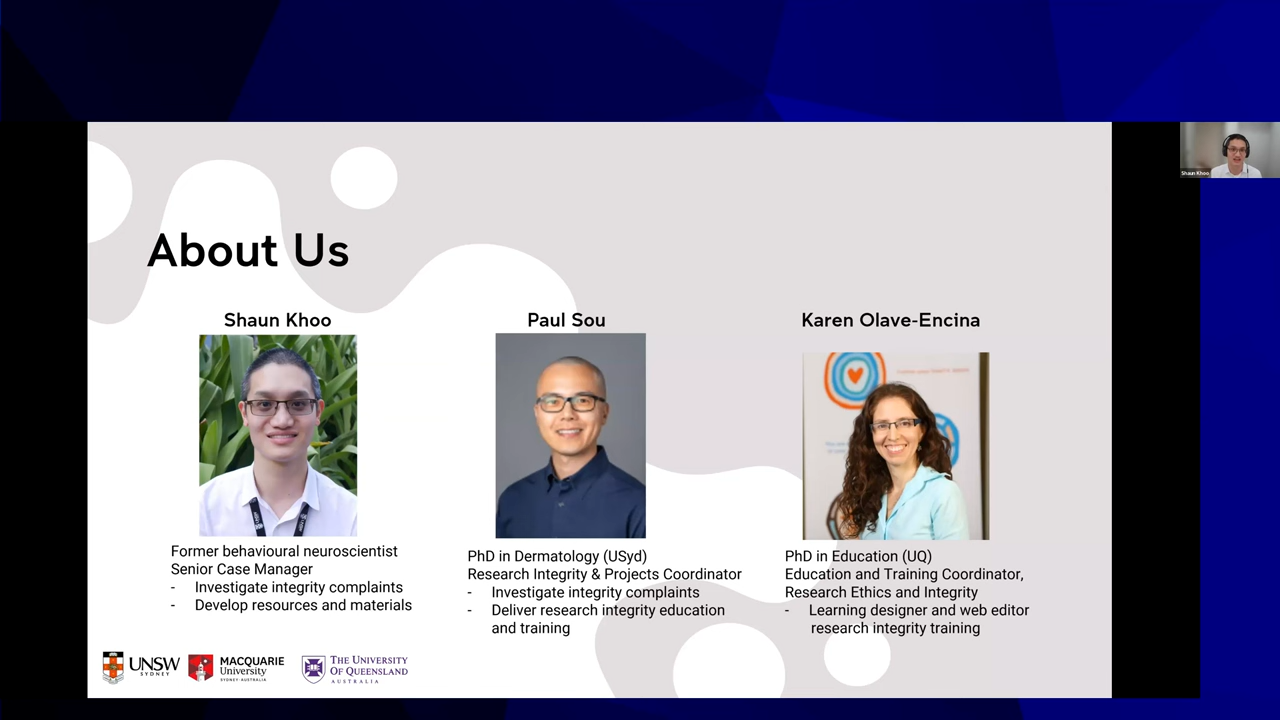 Shaun Khoo
About Us
Shaun Khoo
Former behavioural neuroscientist
Senior Case Manager
- Investigate integrity complaints
- Develop resources and materials
Paul Sou
PhD in Dermatology (USyd)
Research Integrity & Projects Coordinator
- Investigate integrity complaints
- Deliver research integrity education
and training
Karen Olave-Encina
PhD in Education (UQ)
Education and Training Coordinator,
Research Ethics and Integrity
- Learning designer and web editor
research integrity training
UNSW
SYDNEY
MACQUARIE
University
SYDNEY·AUSTRALIA
THE UNIVERSITY
OF QUEENSLAND
AUSTRALIA